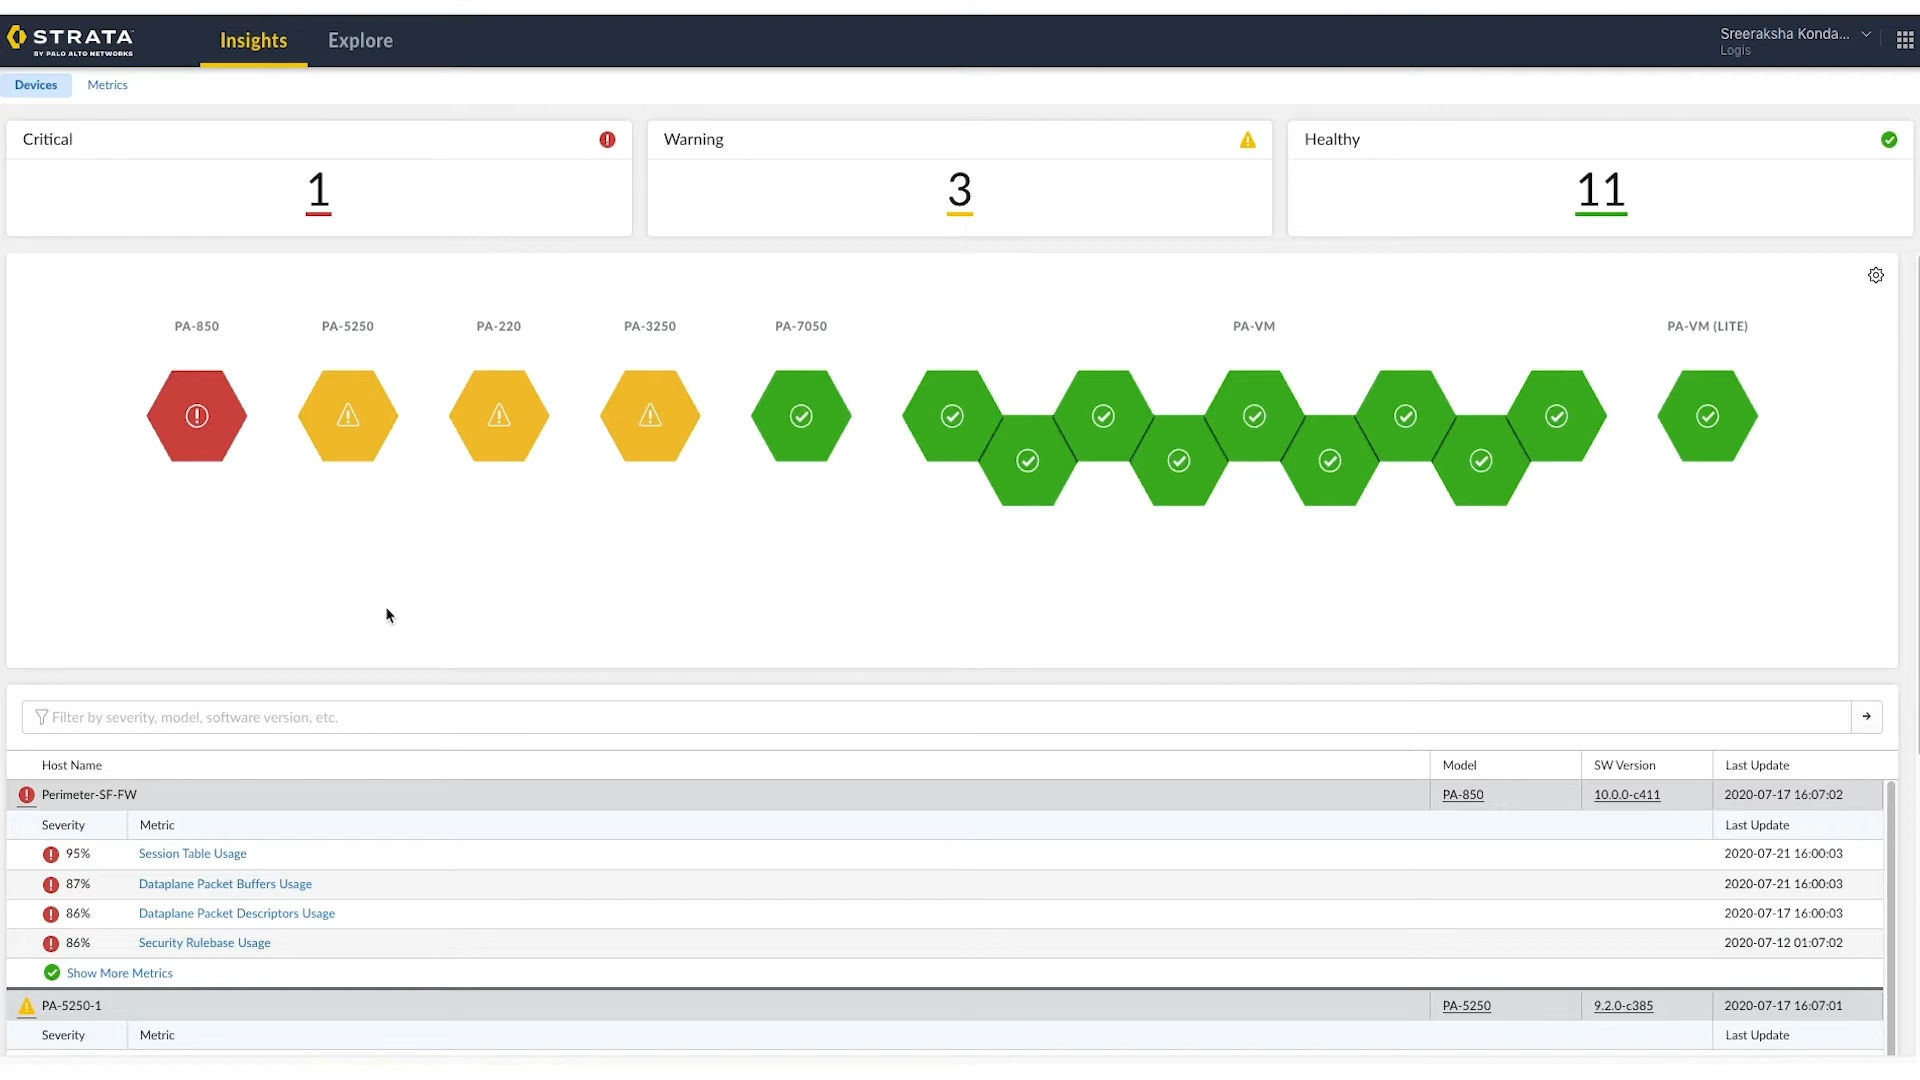 STRATA
BY PALO ALTO NETWORKS
Insights
Explore
Sreeraksha Konda...
Logis
Devices
Metrics
Critical
1
Warning
3
Healthy
11
PA-850
PA-5250
PA-220
PA-3250
PA-7050
PA-VM
PA-VM (LITE)
Filter by severity, model, software version, etc.
Host Name Model SW Version Last Update
Perimeter-SF-FW PA-850 10.0.0-c411 2020-07-17 16:07:02
Severity Metric Last Update
95% Session Table Usage 2020-07-21 16:00:03
87% Dataplane Packet Buffers Usage 2020-07-21 16:00:03
86% Dataplane Packet Descriptors Usage 2020-07-17 16:00:03
86% Security Rulebase Usage 2020-07-12 01:07:02
Show More Metrics
PA-5250-1 PA-5250 9.2.0-c385 2020-07-17 16:07:01
Severity Metric Last Update